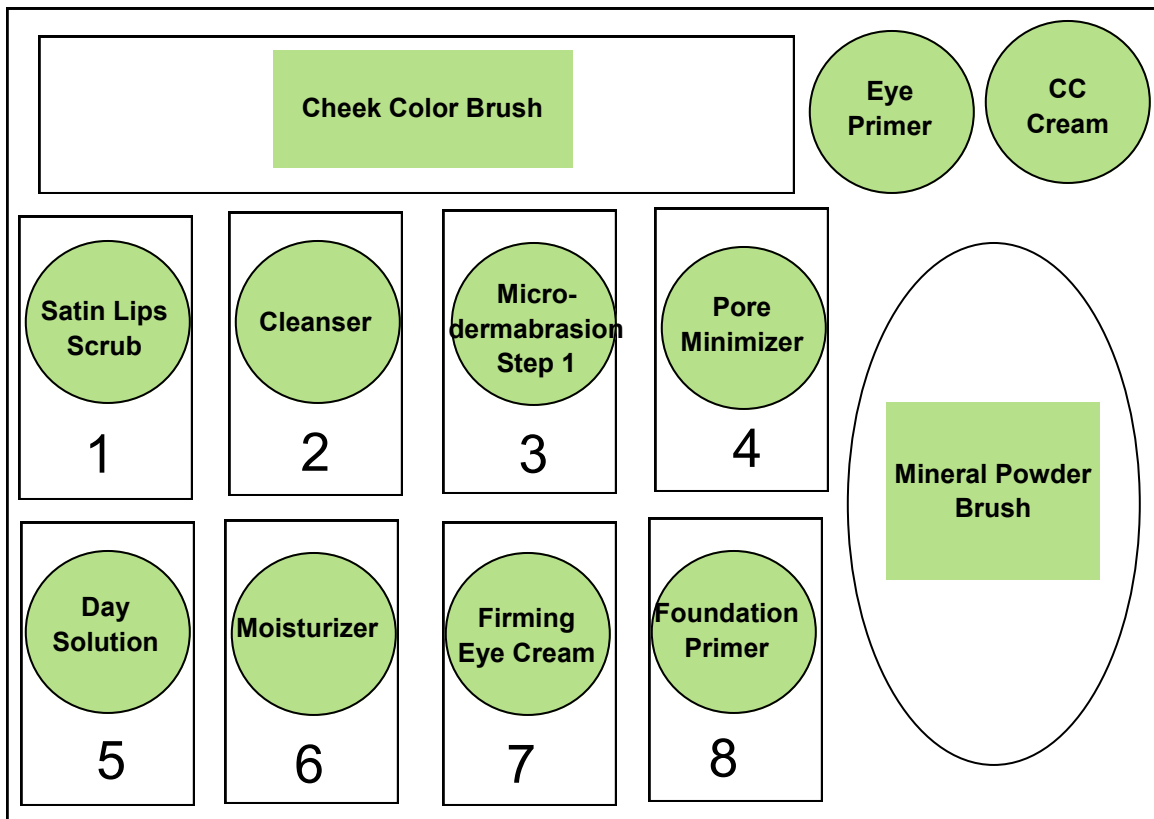 Cheek Color Brush
Eye
Primer
CC
Cream
Satin Lips
Scrub
1
Cleanser
2
Micro-
dermabrasion
Step 1
3
Pore
Minimizer
4
Mineral Powder
Brush
Day
Solution
5
Moisturizer
6
Firming
Eye Cream
7
Foundation
Primer
8